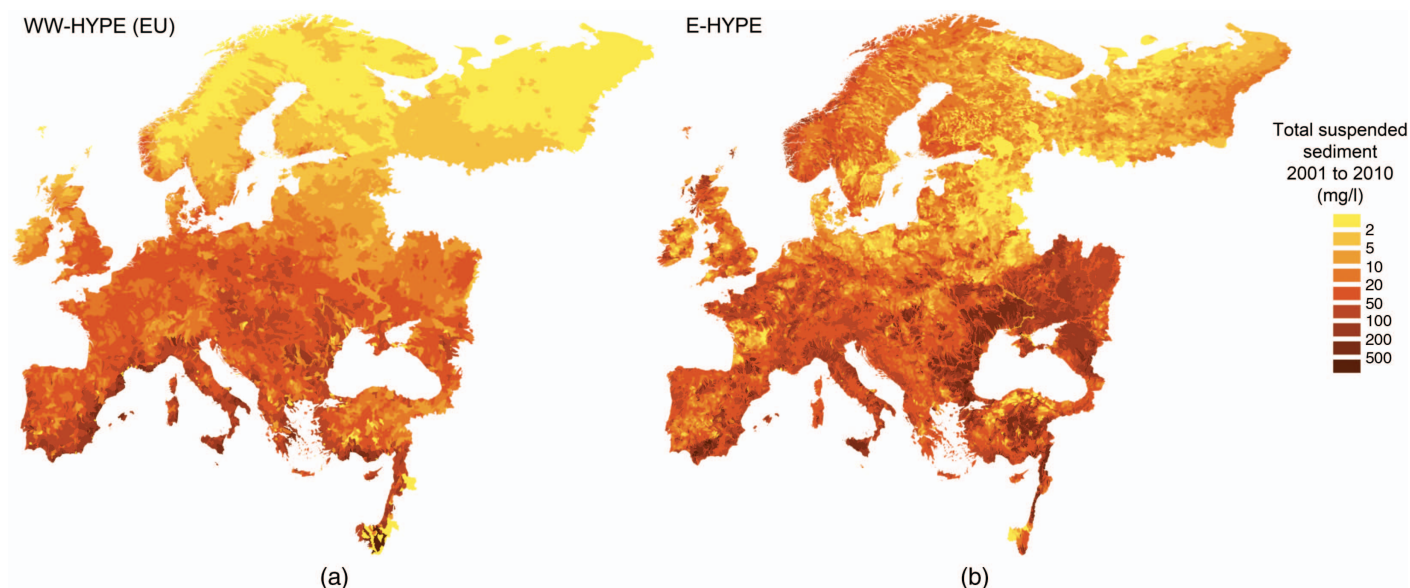 WW-HYPE (EU)
E-HYPE
Total suspended
sediment
2001 to 2010
(mg/l)
2
5
10
20
50
100
200
500
(a)
(b)